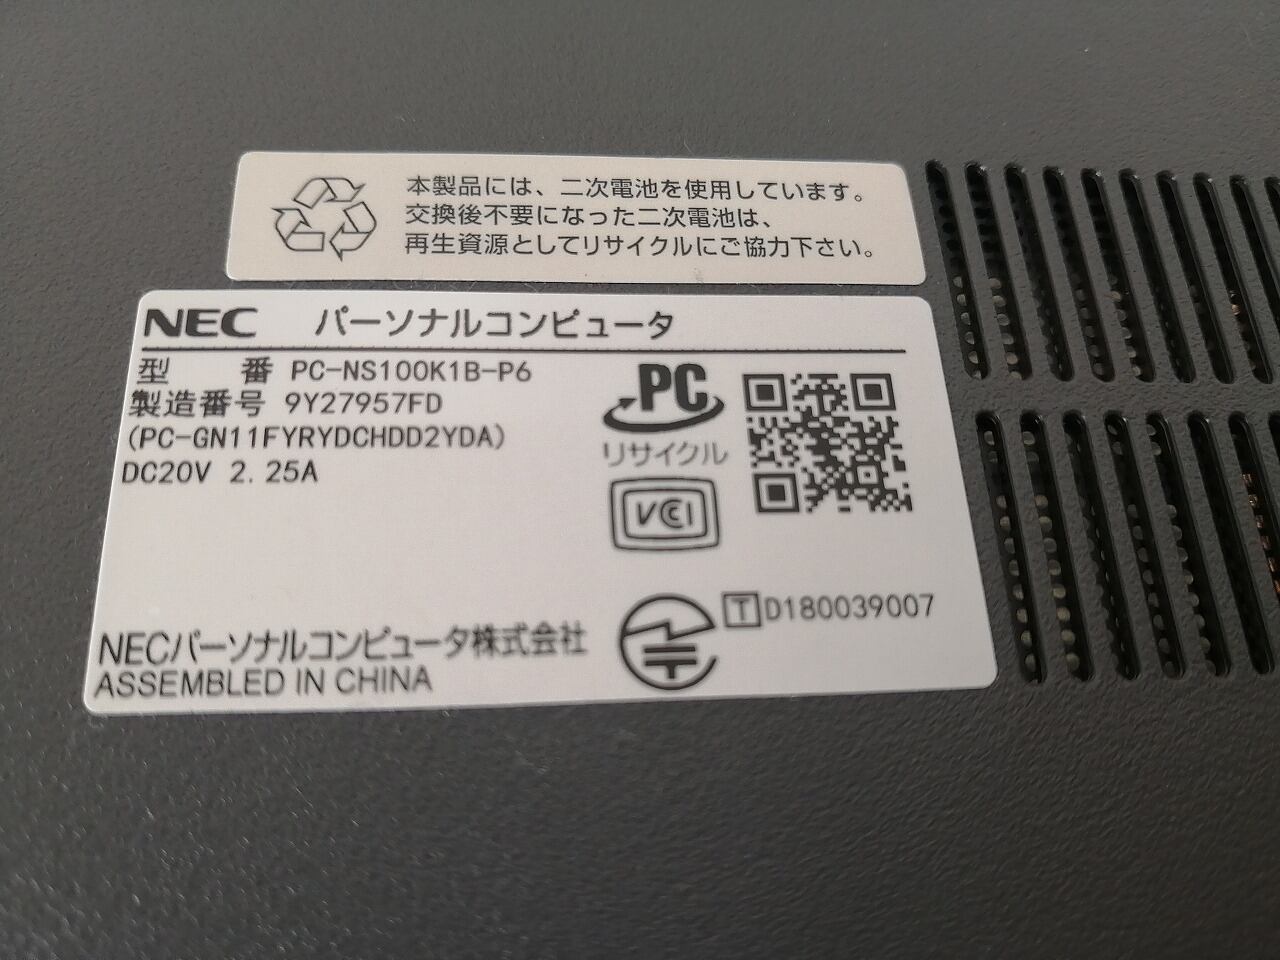 本製品には、二次電池を使用しています。
交換後不要になった二次電池は、
再生資源としてリサイクルにご協力下さい。
NEC パーソナルコンピュータ
型 番 PC-NS100K1B-P6
製造番号 9Y27957FD
(PC-GN11FYRYDCHDD2YDA)
DC20V 2.25A
PC
リサイクル
VCCI
T D180039007
NECパーソナルコンピュータ株式会社
ASSEMBLED IN CHINA